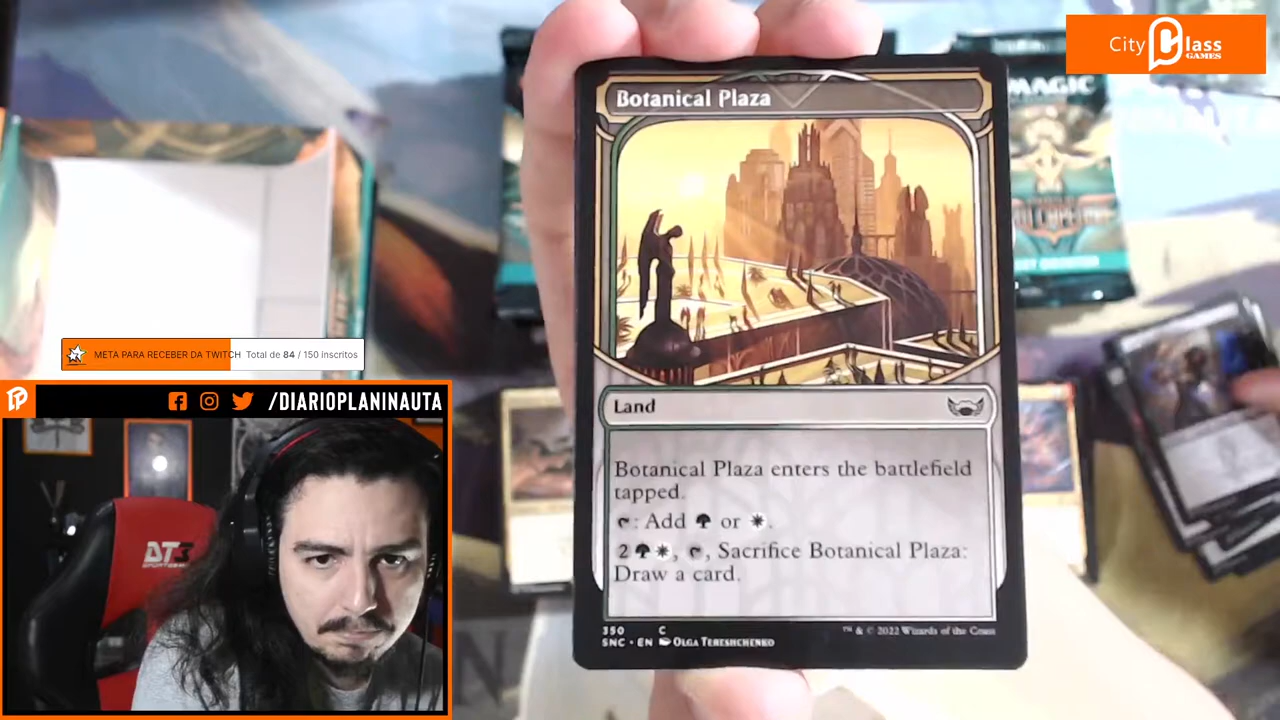 City Class
GAMES
Botanical Plaza
MAGIC
META PARA RECEBER DA TWITCH Total de 84 / 150 inscritos
/DIARIOPLANINAUTA
DT3
Land
Botanical Plaza enters the battlefield
tapped.
: Add or .
2 , , Sacrifice Botanical Plaza:
Draw a card.
350 C
SNC • EN OLGA TERESHCHENKO
™ & © 2022 Wizards of the Coast